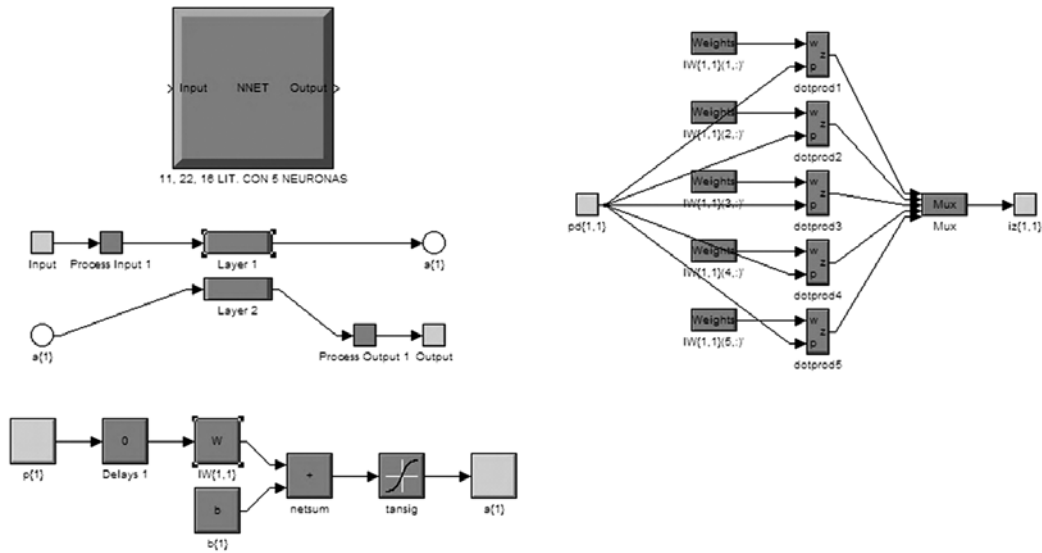 Input NNET Output
11, 22, 16 LIT. CON 5 NEURONAS
Input
Process Input 1
Layer 1
a{1}
a{1}
Layer 2
Process Output 1
Output
p{1}
0
Delays 1
W
IW{1,1}
b
b{1}
+
netsum
tansig
a{1}
pd{1,1}
Weights
IW{1,1}(1,:)'
w
p
z
dotprod1
Weights
IW{1,1}(2,:)'
w
p
z
dotprod2
Weights
IW{1,1}(3,:)'
w
p
z
dotprod3
Weights
IW{1,1}(4,:)'
w
p
z
dotprod4
Weights
IW{1,1}(5,:)'
w
p
z
dotprod5
Mux
Mux
iz{1,1}